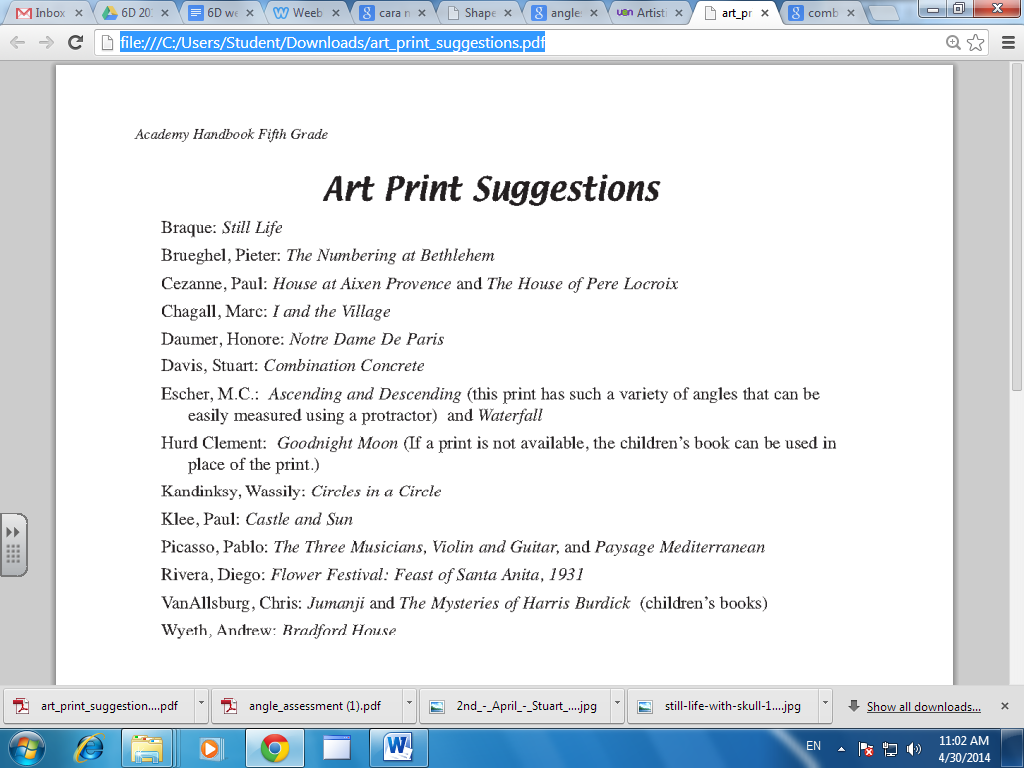 Inbox
6D 20
6D we
Weeb
cara n
Shape
angle
Artisti
art_pr
comb
file:///C:/Users/Student/Downloads/art_print_suggestions.pdf
Academy Handbook Fifth Grade
Art Print Suggestions
Braque: Still Life
Brueghel, Pieter: The Numbering at Bethlehem
Cezanne, Paul: House at Aixen Provence and The House of Pere Locroix
Chagall, Marc: I and the Village
Daumer, Honore: Notre Dame De Paris
Davis, Stuart: Combination Concrete
Escher, M.C.: Ascending and Descending (this print has such a variety of angles that can be
easily measured using a protractor) and Waterfall
Hurd Clement: Goodnight Moon (If a print is not available, the children's book can be used in
place of the print.)
Kandinksy, Wassily: Circles in a Circle
Klee, Paul: Castle and Sun
Picasso, Pablo: The Three Musicians, Violin and Guitar, and Paysage Mediterranean
Rivera, Diego: Flower Festival: Feast of Santa Anita, 1931
VanAllsburg, Chris: Jumanji and The Mysteries of Harris Burdick (children's books)
Wyeth, Andrew: Bradford House
art_print_suggestion....pdf
angle_assessment (1).pdf
2nd_-_April_-_Stuart_....jpg
still-life-with-skull-1....jpg
Show all downloads...
EN
11:02 AM
4/30/2014